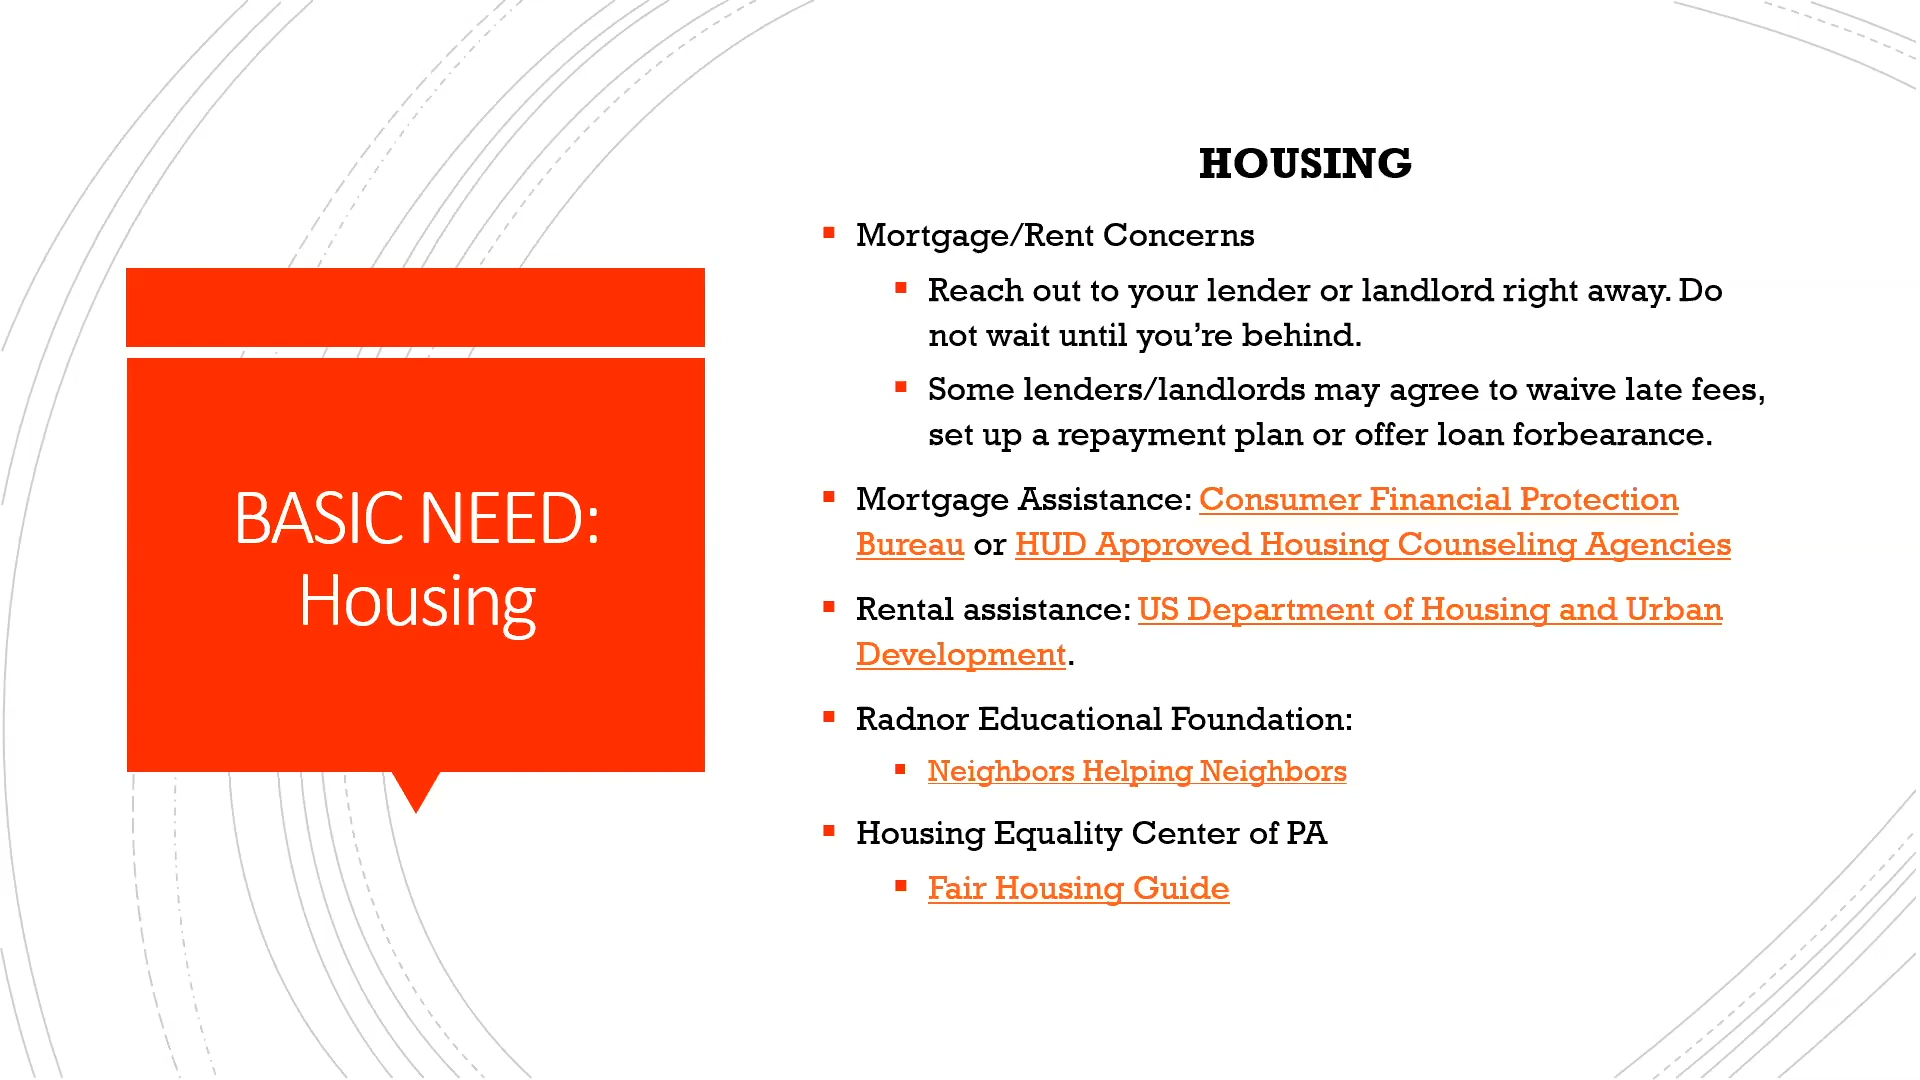 BASIC NEED:
Housing
HOUSING
Mortgage/Rent Concerns
Reach out to your lender or landlord right away. Do
not wait until you’re behind.
Some lenders/landlords may agree to waive late fees,
set up a repayment plan or offer loan forbearance.
Mortgage Assistance: Consumer Financial Protection
Bureau or HUD Approved Housing Counseling Agencies
Rental assistance: US Department of Housing and Urban
Development.
Radnor Educational Foundation:
Neighbors Helping Neighbors
Housing Equality Center of PA
Fair Housing Guide